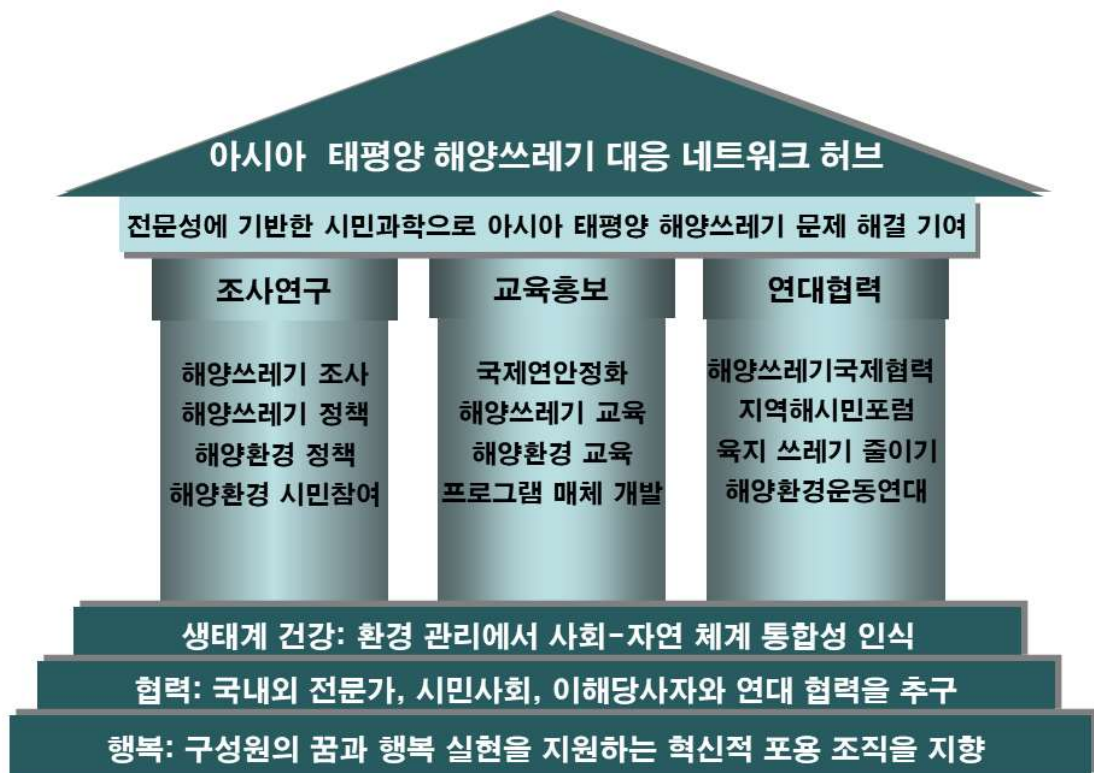 아시아 태평양 해양쓰레기 대응 네트워크 허브
전문성에 기반한 시민과학으로 아시아 태평양 해양쓰레기 문제 해결 기여
조사연구
해양쓰레기 조사
해양쓰레기 정책
해양환경 정책
해양환경 시민참여
교육홍보
국제연안정화
해양쓰레기 교육
해양환경 교육
프로그램 매체 개발
연대협력
해양쓰레기국제협력
지역해시민포럼
육지 쓰레기 줄이기
해양환경운동연대
생태계 건강: 환경 관리에서 사회-자연 체계 통합성 인식
협력: 국내외 전문가, 시민사회, 이해당사자와 연대 협력을 추구
행복: 구성원의 꿈과 행복 실현을 지원하는 혁신적 포용 조직을 지향